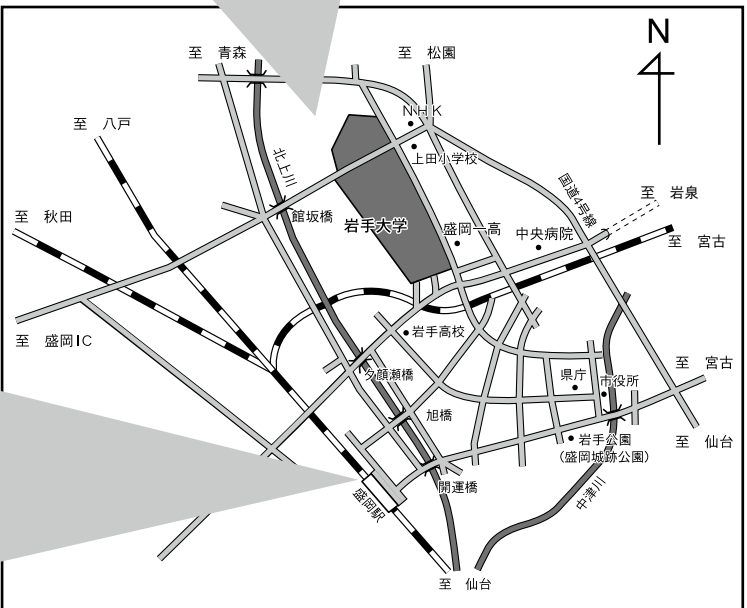 N
至 青森
至 松園
NHK
至 八戸
上田小学校
北上川
国道4号線
至 岩泉
至 秋田
館坂橋
岩手大学
盛岡一高
中央病院
至 宮古
至 盛岡IC
岩手高校
夕顔瀬橋
県庁
市役所
至 宮古
旭橋
岩手公園
(盛岡城跡公園)
至 仙台
開運橋
盛岡駅
中津川
至 仙台